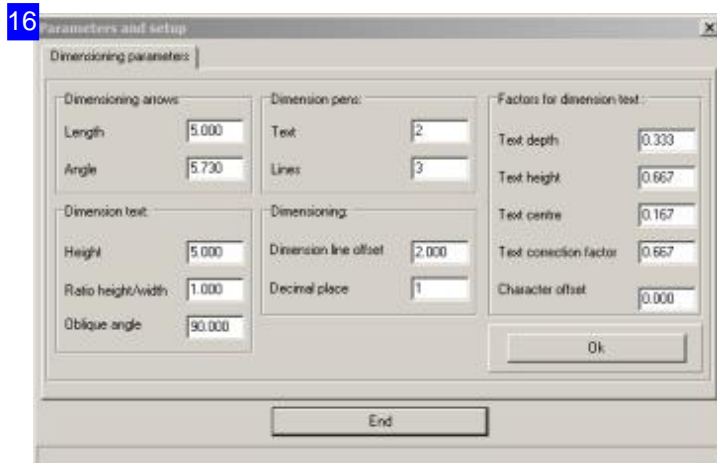 16
Parameters and setup
Dimensioning parameters
Dimensioning arrows
Length 5.000
Angle 5.730
Dimension text:
Height 5.000
Ratio height/width 1.000
Oblique angle 90.000
Dimension pens:
Text 2
Lines 3
Dimensioning:
Dimension line offset 2.000
Decimal place 1
Factors for dimension text:
Text depth 0.333
Text height 0.667
Text centre 0.167
Text correction factor 0.667
Character offset 0.000
Ok
End